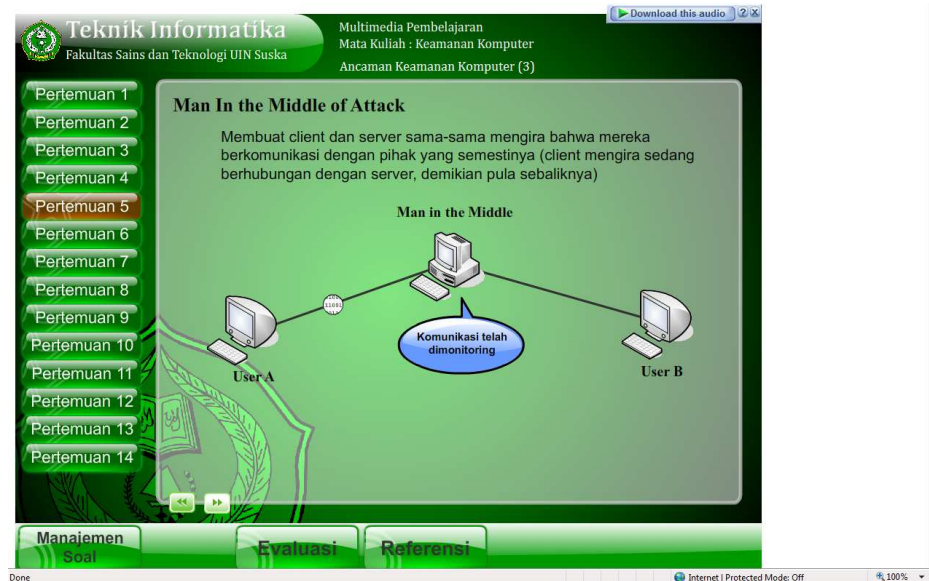 Download this audio
Teknik Informatika
Fakultas Sains dan Teknologi UIN Suska
Multimedia Pembelajaran
Mata Kuliah : Keamanan Komputer
Ancaman Keamanan Komputer (3)
Pertemuan 1
Pertemuan 2
Pertemuan 3
Pertemuan 4
Pertemuan 5
Pertemuan 6
Pertemuan 7
Pertemuan 8
Pertemuan 9
Pertemuan 10
Pertemuan 11
Pertemuan 12
Pertemuan 13
Pertemuan 14
Man In the Middle of Attack
Membuat client dan server sama-sama mengira bahwa mereka
berkomunikasi dengan pihak yang semestinya (client mengira sedang
berhubungan dengan server, demikian pula sebaliknya)
Man in the Middle
Komunikasi telah
dimonitoring
User A
User B
Manajemen
Soal
Evaluasi
Referensi
Done
Internet | Protected Mode: Off
100%